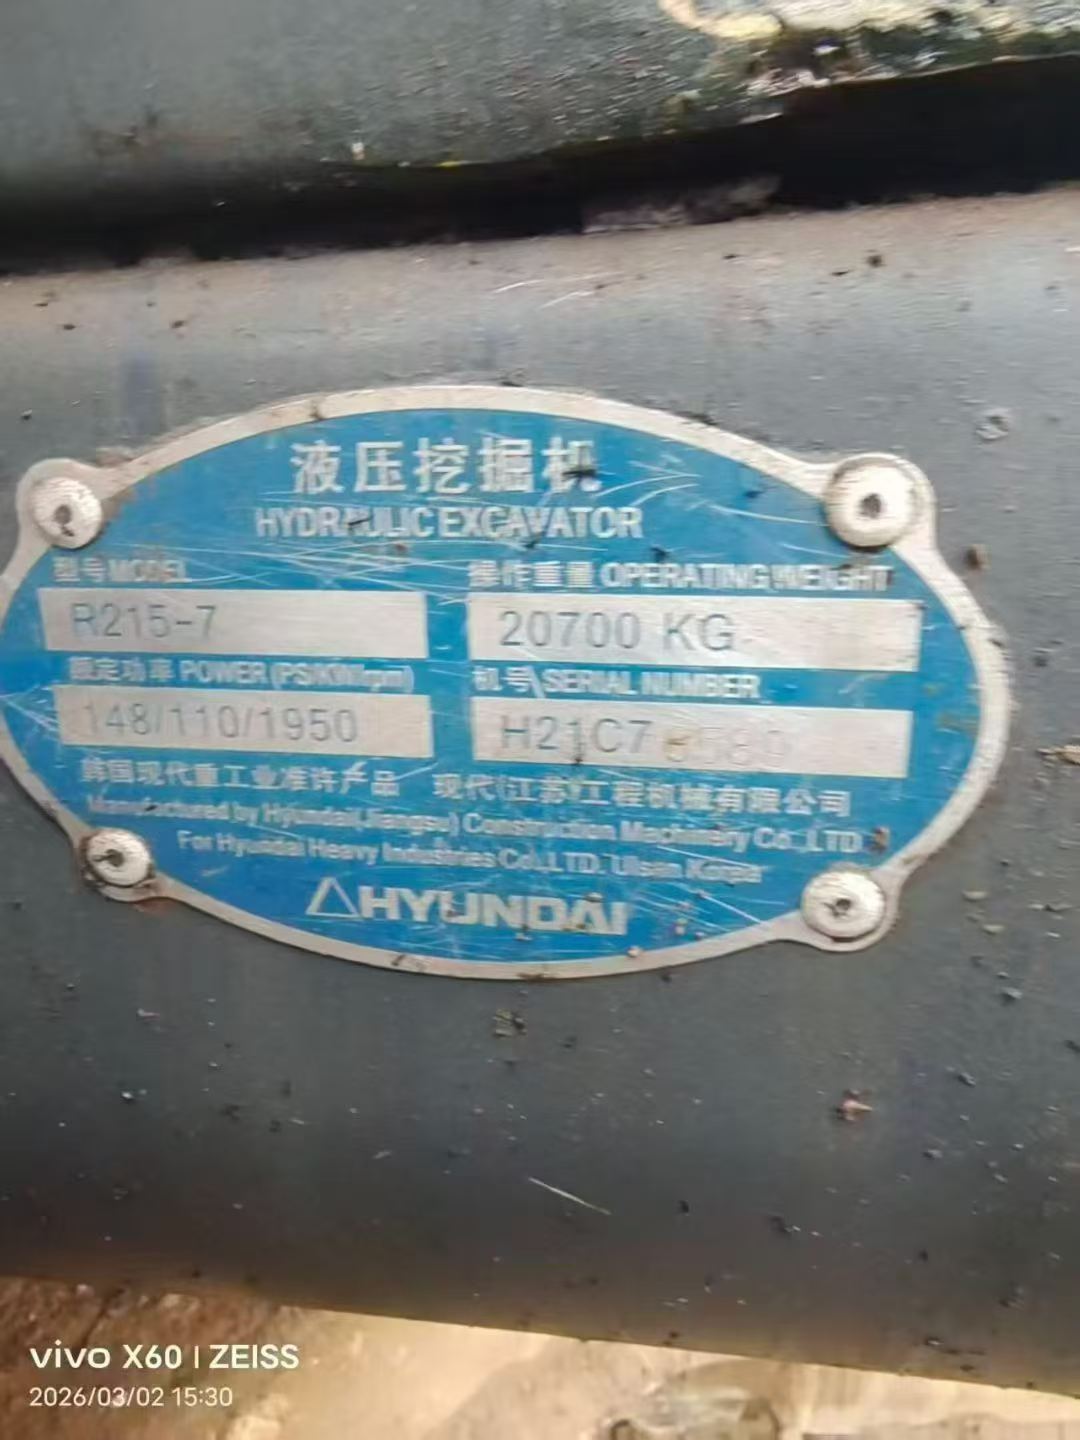 液压挖掘机
HYDRAULIC EXCAVATOR
型号 MODEL
R215-7
操作重量 OPERATING WEIGHT
20700 KG
额定功率 POWER (PS/KW/rpm)
148/110/1950
机号 SERIAL NUMBER
H21C7
韩国现代重工业准许产品 现代(江苏)工程机械有限公司
Manufactured by Hyundai(Jiangsu) Construction Machinery Co.,LTD
For Hyundai Heavy Industries Co.,LTD. Ulsan Korea
HYUNDAI
vivo X60 | ZEISS
2026/03/02 15:30